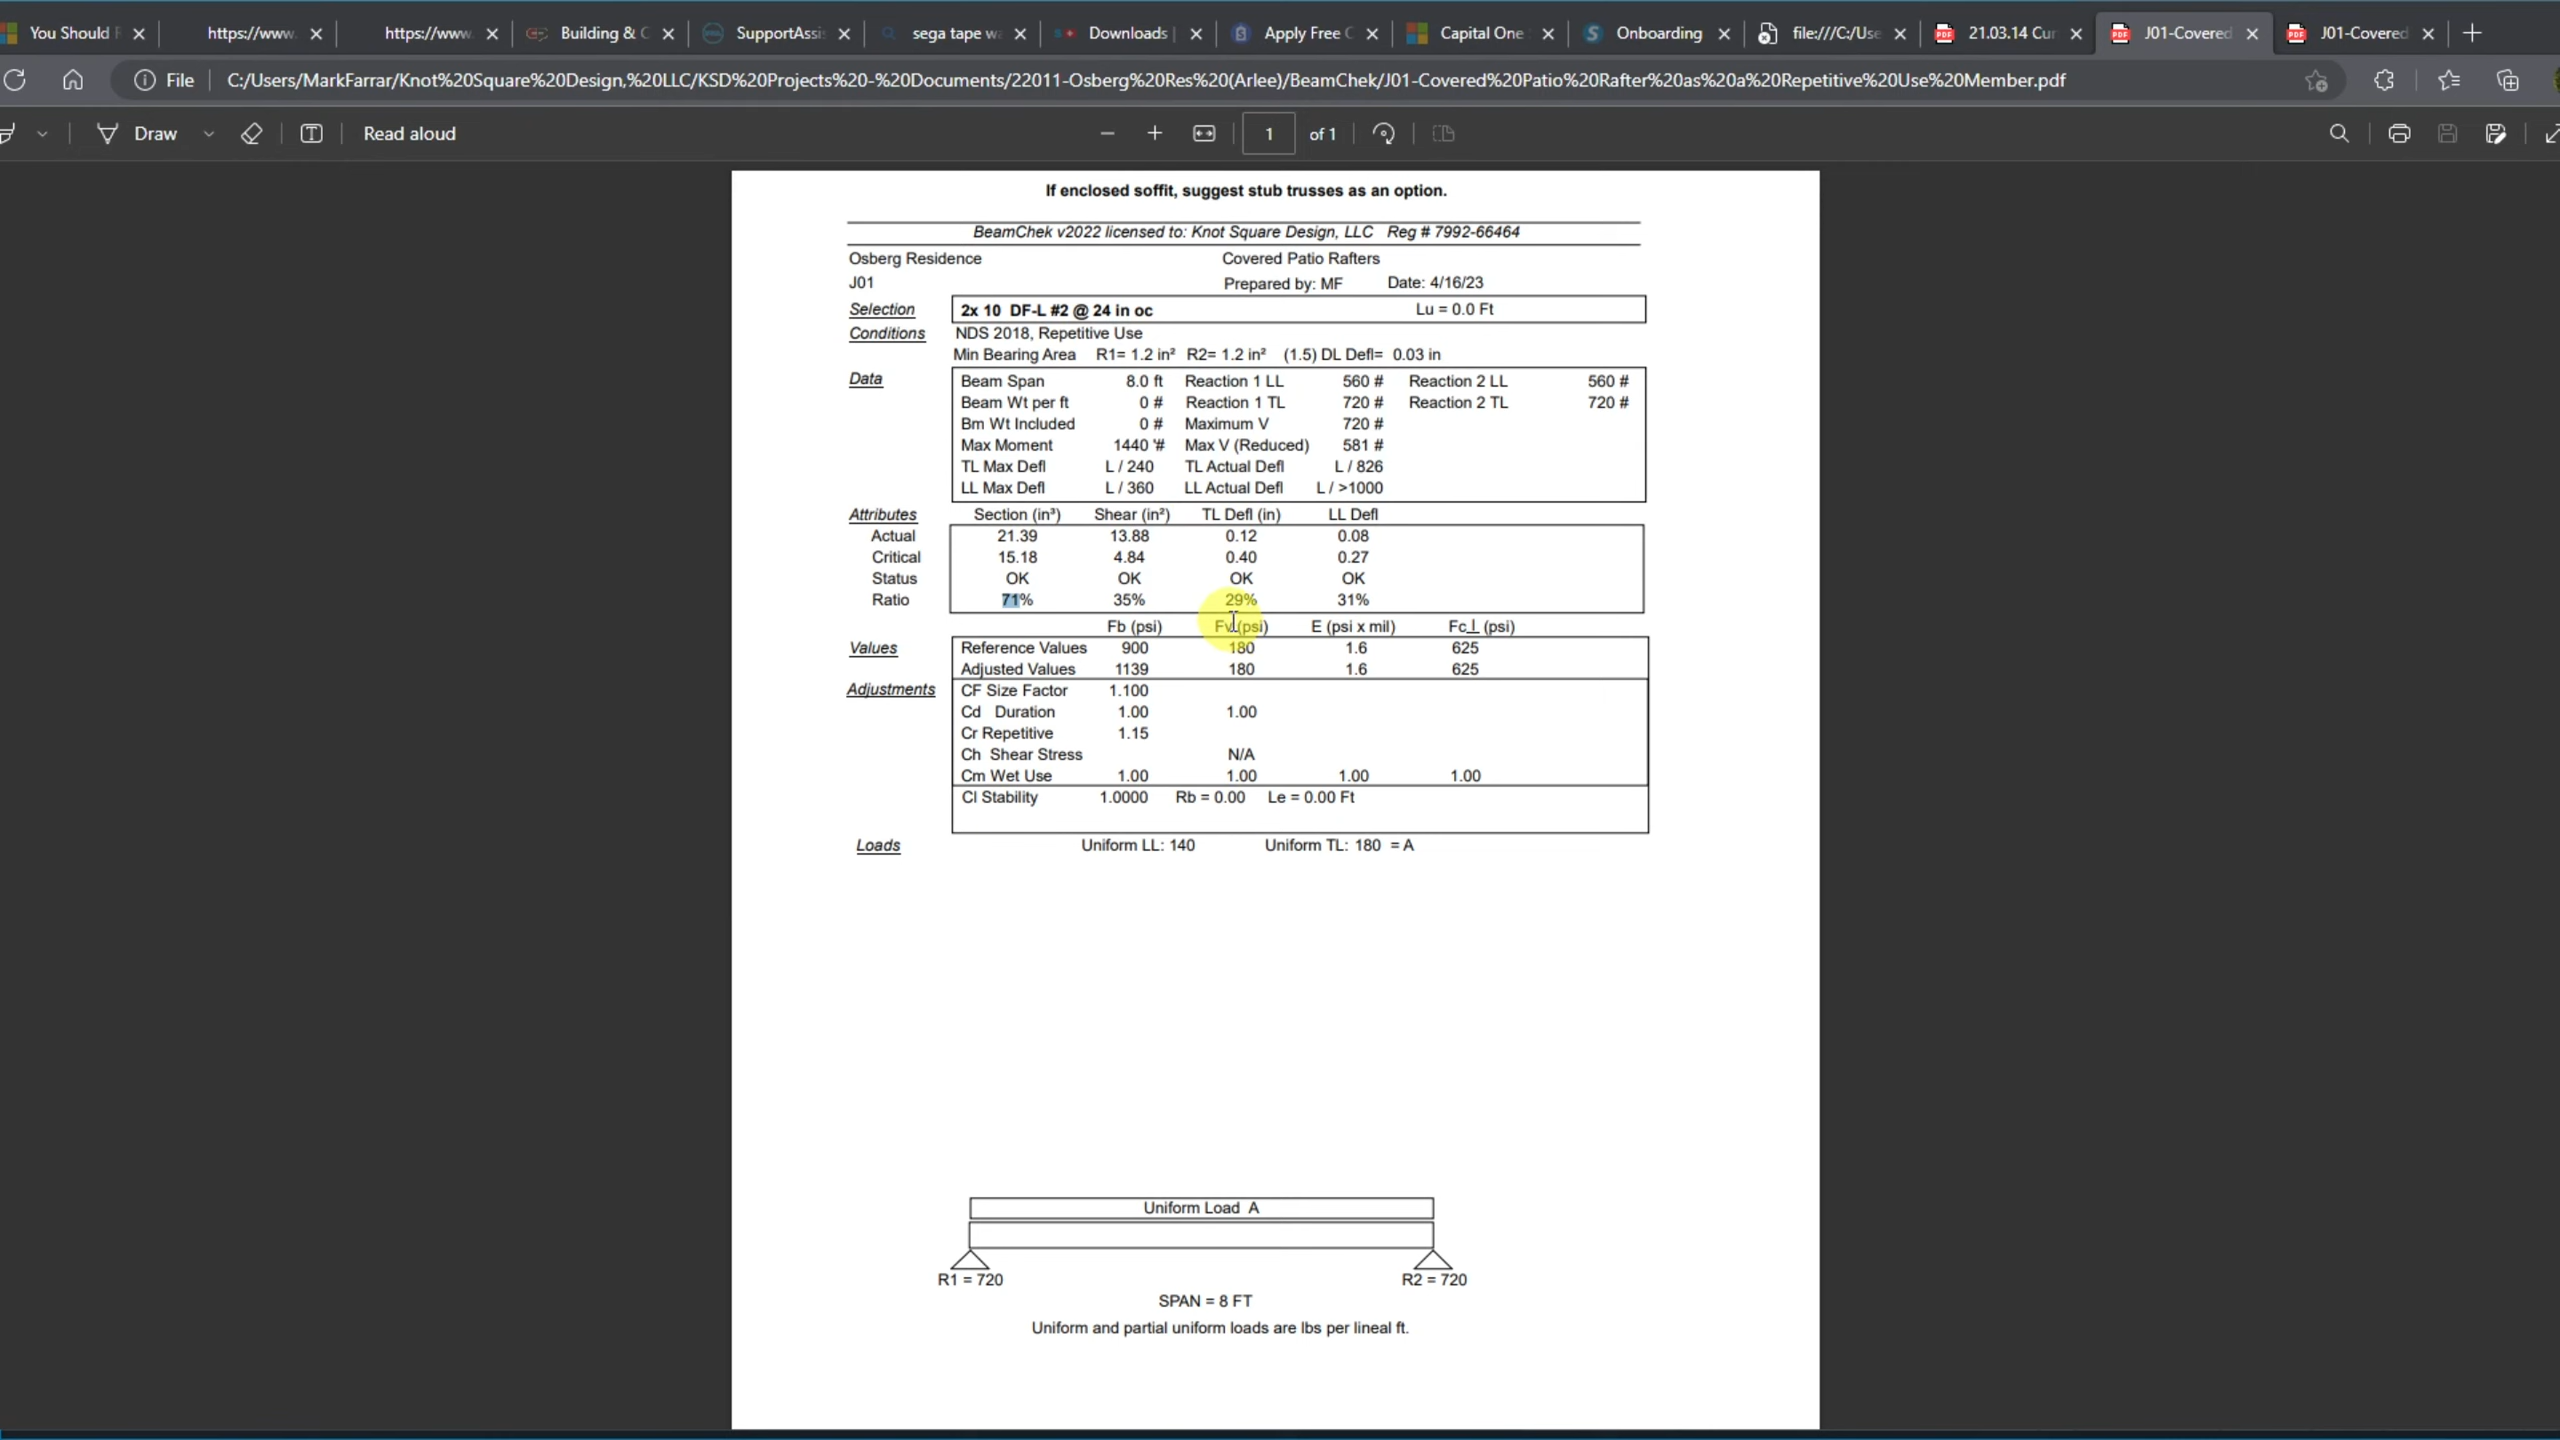 You Should https://www. https://www. Building & C SupportAssi sega tape w Downloads Apply Free C Capital One Onboarding file:///C:/Use 21.03.14 Cur J01-Covered J01-Covered
File C:/Users/MarkFarrar/Knot%20Square%20Design,%20LLC/KSD%20Projects%20-%20Documents/22011-Osberg%20Res%20(Arlee)/BeamChek/J01-Covered%20Patio%20Rafter%20as%20a%20Repetitive%20Use%20Member.pdf
Draw Read aloud 1 of 1
If enclosed soffit, suggest stub trusses as an option.
BeamChek v2022 licensed to: Knot Square Design, LLC Reg # 7992-66464
Osberg Residence Covered Patio Rafters
J01 Prepared by: MF Date: 4/16/23
Selection 2x 10 DF-L #2 @ 24 in oc Lu = 0.0 Ft
Conditions NDS 2018, Repetitive Use
Min Bearing Area R1= 1.2 in² R2= 1.2 in² (1.5) DL Defl= 0.03 in
Data Beam Span 8.0 ft Reaction 1 LL 560 # Reaction 2 LL 560 #
Beam Wt per ft 0 # Reaction 1 TL 720 # Reaction 2 TL 720 #
Bm Wt Included 0 # Maximum V 720 #
Max Moment 1440 '# Max V (Reduced) 581 #
TL Max Defl L / 240 TL Actual Defl L / 826
LL Max Defl L / 360 LL Actual Defl L / >1000
Attributes Section (in³) Shear (in²) TL Defl (in) LL Defl
Actual 21.39 13.88 0.12 0.08
Critical 15.18 4.84 0.40 0.27
Status OK OK OK OK
Ratio 71% 35% 29% 31%
Fb (psi) Fv (psi) E (psi x mil) Fc⊥ (psi)
Values Reference Values 900 180 1.6 625
Adjusted Values 1139 180 1.6 625
Adjustments CF Size Factor 1.100
Cd Duration 1.00 1.00
Cr Repetitive 1.15
Ch Shear Stress N/A
Cm Wet Use 1.00 1.00 1.00 1.00
Cl Stability 1.0000 Rb = 0.00 Le = 0.00 Ft
Loads Uniform LL: 140 Uniform TL: 180 = A
Uniform Load A
R1 = 720 R2 = 720
SPAN = 8 FT
Uniform and partial uniform loads are lbs per lineal ft.